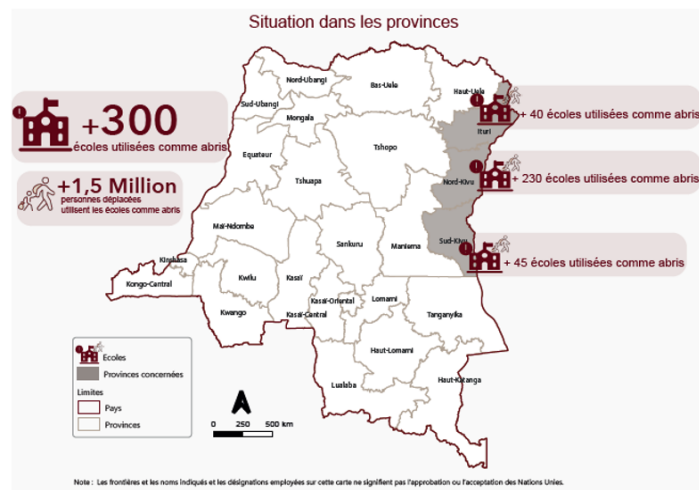 Situation dans les provinces
+300
écoles utilisées comme abris
+1,5 Million
personnes déplacées
utilisent les écoles comme abris
Nord-Ubangi
Bas-Uele
Haut-Uele
Sud-Ubangi
Mongala
+ 40 écoles utilisées comme abris
Ituri
Equateur
Tshopo
Tshuapa
Nord-Kivu
+ 230 écoles utilisées comme abris
Maï-Ndombe
Sankuru
Maniema
Sud-Kivu
+ 45 écoles utilisées comme abris
Kinshasa
Kongo-Central
Kwilu
Kasaï
Kwango
Kasaï-Oriental
Kasaï-Central
Lomami
Tanganyika
Haut-Lomami
Lualaba
Haut-Katanga
Ecoles
Provinces concernées
Limites
Pays
Provinces
0 250 500 km
Note : Les frontières et les noms indiqués et les désignations employées sur cette carte ne signifient pas l'approbation ou l'acceptation des Nations Unies.